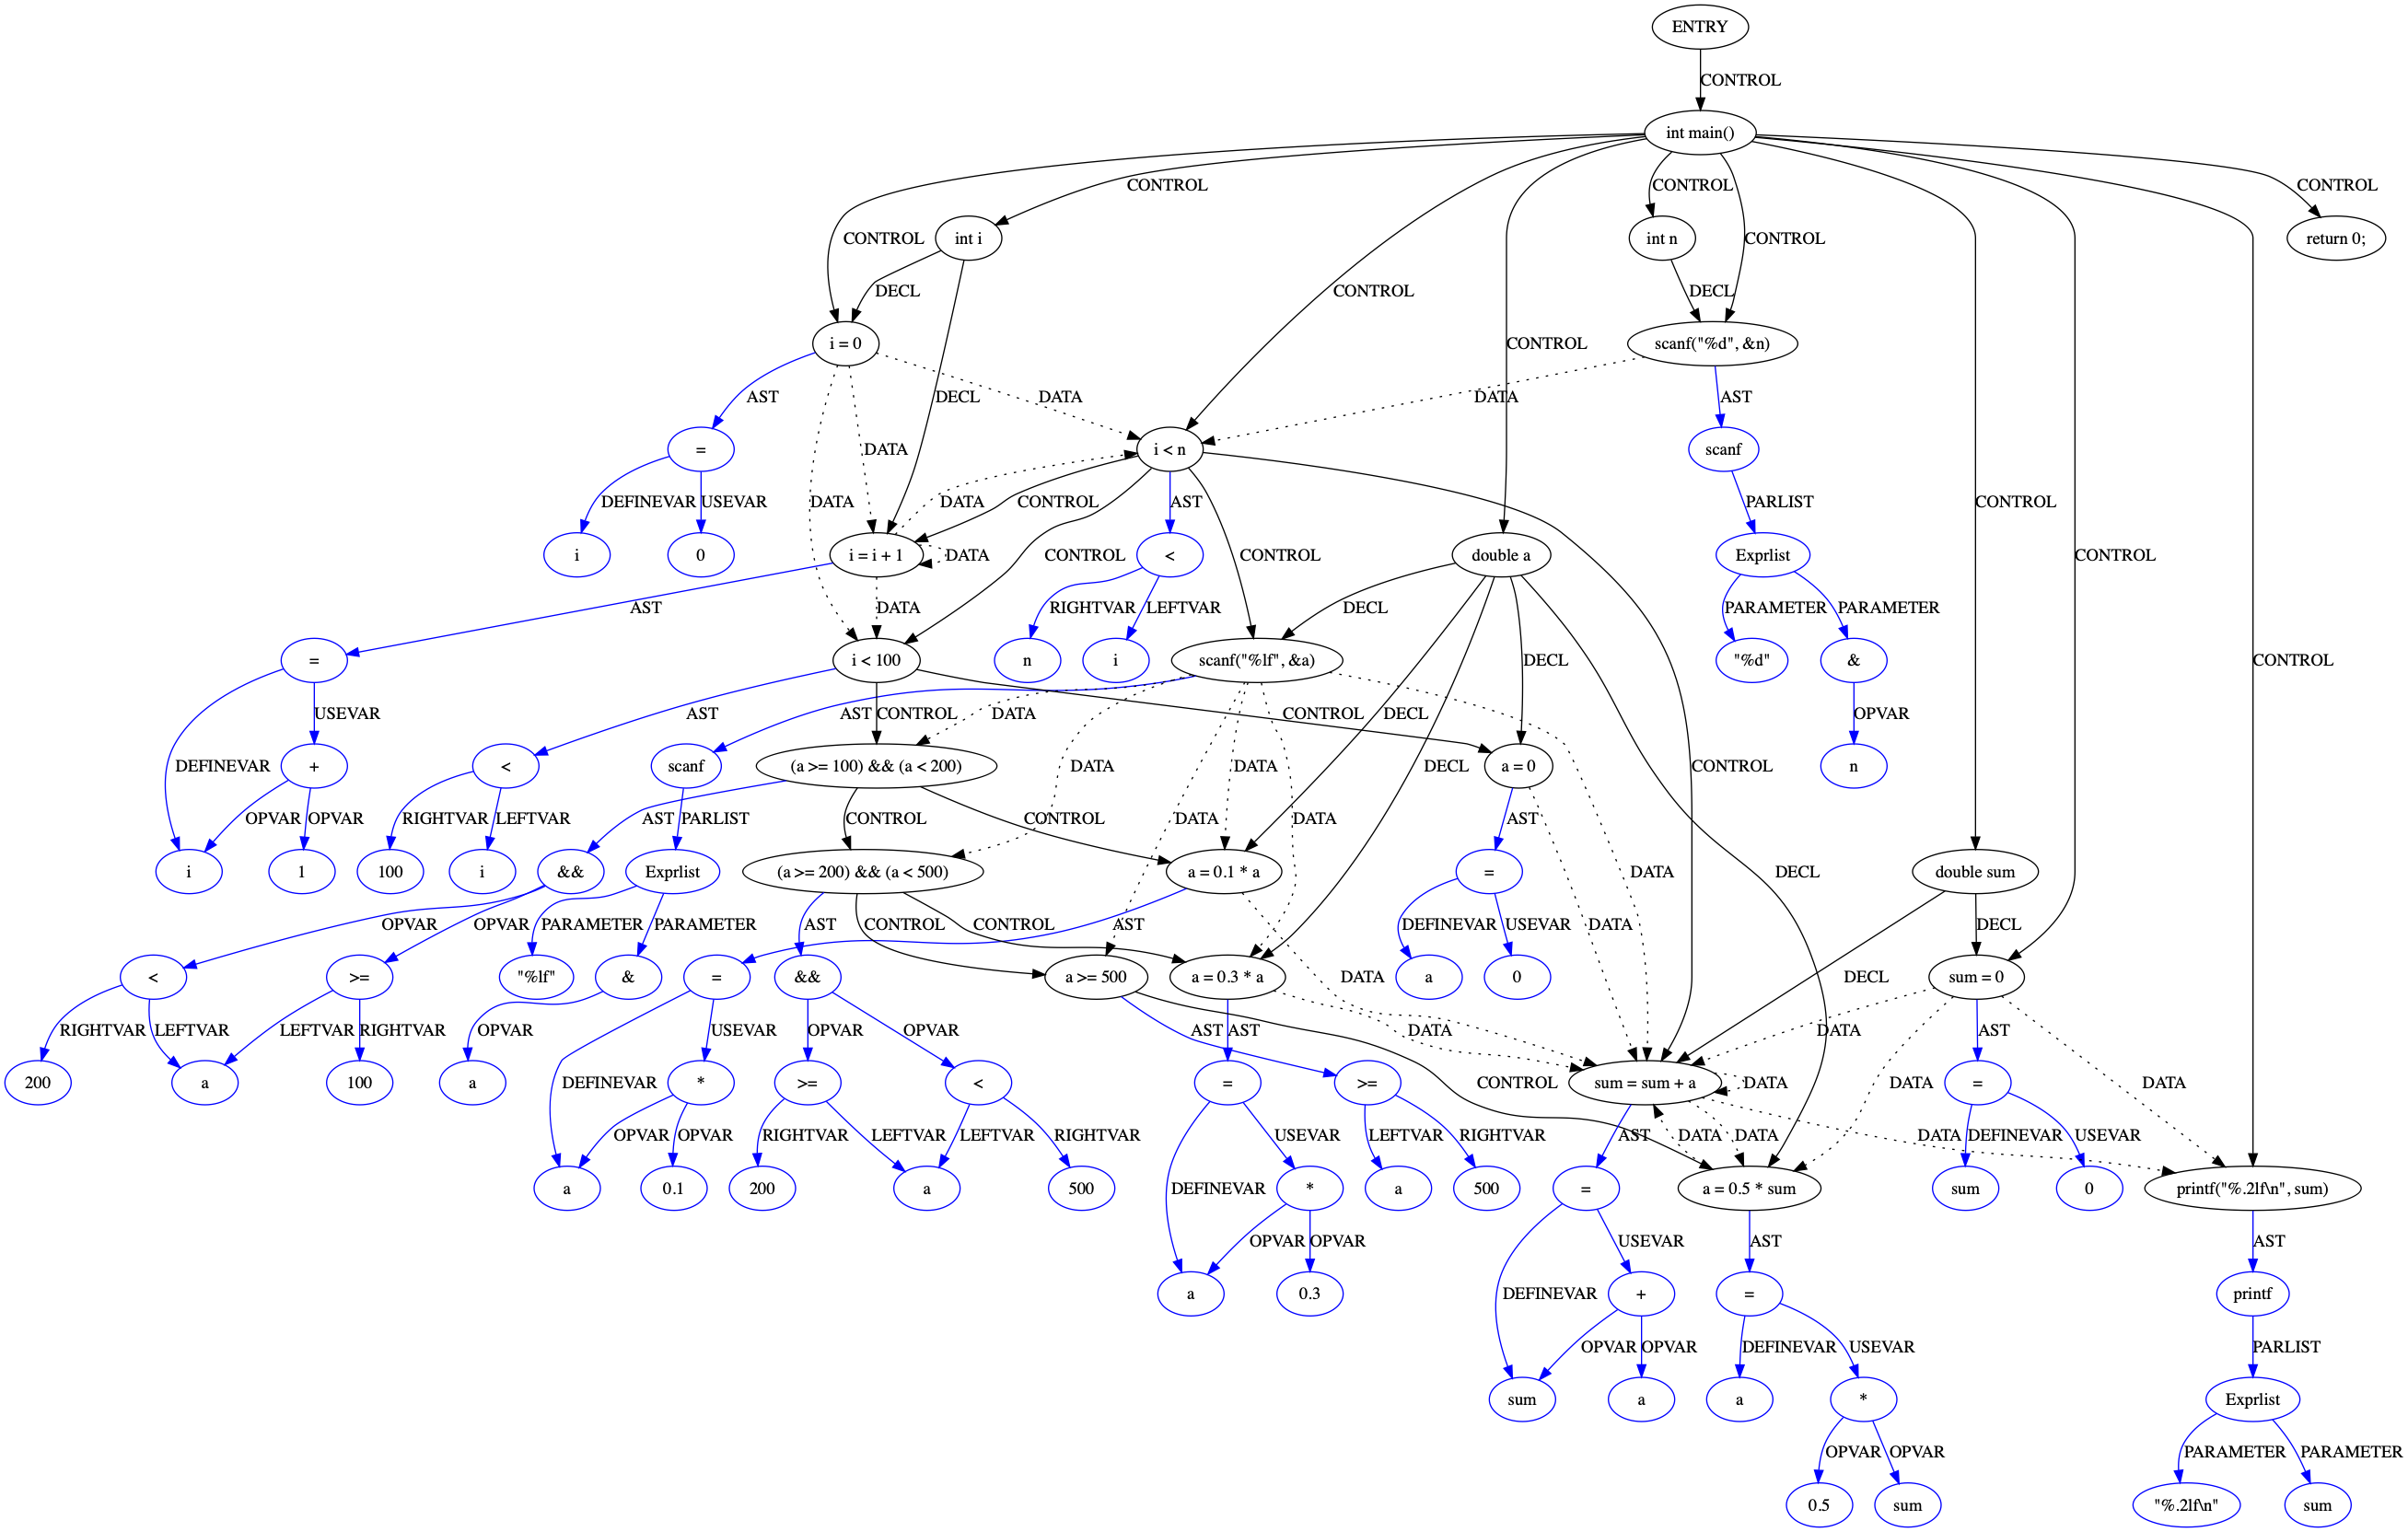 ENTRY
CONTROL
int main()
CONTROL
CONTROL
CONTROL
CONTROL
int i
int n
CONTROL
CONTROL
return 0;
DECL
CONTROL
DECL
i = 0
CONTROL
scanf("%d", &n)
AST
DATA
DECL
DATA
AST
=
DATA
i < n
scanf
DEFINEVAR
USEVAR
DATA
DATA
CONTROL
AST
CONTROL
PARLIST
CONTROL
i
0
i = i + 1
DATA
CONTROL
CONTROL
<
double a
Exprlist
AST
DATA
RIGHTVAR
LEFTVAR
DECL
PARAMETER
PARAMETER
=
i < 100
n
i
scanf("%lf", &a)
DECL
"%d"
&
CONTROL
USEVAR
AST
AST
CONTROL
DATA
CONTROL
DECL
OPVAR
DEFINEVAR
+
<
scanf
(a >= 100) && (a < 200)
DATA
DATA
DECL
a = 0
CONTROL
n
OPVAR
OPVAR
RIGHTVAR
LEFTVAR
AST
PARLIST
CONTROL
CONTROL
DATA
DATA
AST
i
1
100
i
&&
Exprlist
(a >= 200) && (a < 500)
a = 0.1 * a
=
DATA
DECL
double sum
OPVAR
OPVAR
PARAMETER
PARAMETER
AST
CONTROL
CONTROL
AST
DEFINEVAR
USEVAR
DATA
DECL
<
>=
"%lf"
&
=
&&
a >= 500
a = 0.3 * a
DATA
a
0
DECL
sum = 0
RIGHTVAR
LEFTVAR
LEFTVAR
RIGHTVAR
OPVAR
USEVAR
OPVAR
OPVAR
AST
AST
DATA
DATA
AST
200
a
100
a
DEFINEVAR
*
>=
<
=
>=
CONTROL
sum = sum + a
DATA
DATA
=
DATA
OPVAR
OPVAR
RIGHTVAR
LEFTVAR
LEFTVAR
RIGHTVAR
USEVAR
LEFTVAR
RIGHTVAR
AST
DATA
DATA
DATA
DEFINEVAR
USEVAR
a
0.1
200
a
500
DEFINEVAR
*
a
500
=
a = 0.5 * sum
sum
0
printf("%.2lf\n", sum)
OPVAR
OPVAR
USEVAR
AST
AST
a
0.3
DEFINEVAR
+
=
printf
OPVAR
OPVAR
DEFINEVAR
USEVAR
PARLIST
sum
a
a
*
Exprlist
OPVAR
OPVAR
PARAMETER
PARAMETER
0.5
sum
"%.2lf\n"
sum